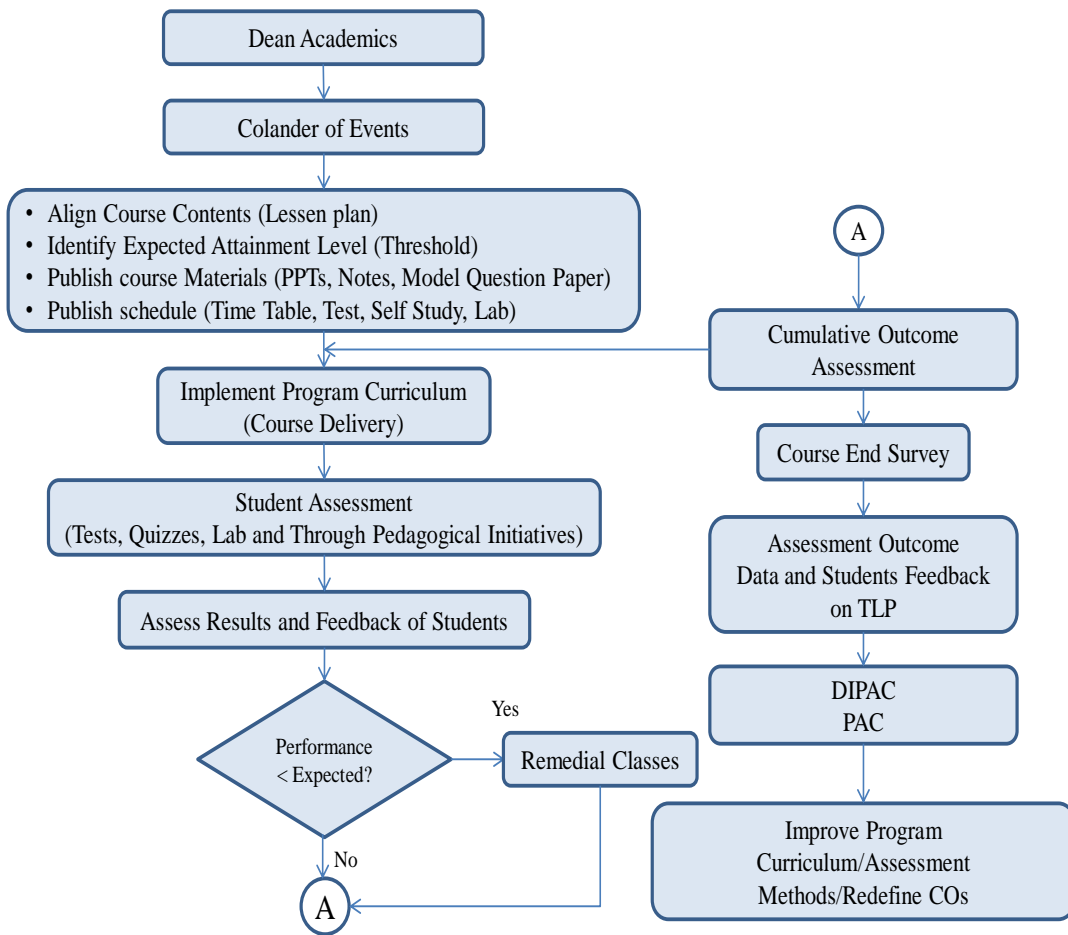 Dean Academics
Colander of Events
• Align Course Contents (Lessen plan)
• Identify Expected Attainment Level (Threshold)
• Publish course Materials (PPTs, Notes, Model Question Paper)
• Publish schedule (Time Table, Test, Self Study, Lab)
Implement Program Curriculum
(Course Delivery)
Student Assessment
(Tests, Quizzes, Lab and Through Pedagogical Initiatives)
Assess Results and Feedback of Students
Performance
< Expected?
Yes
Remedial Classes
No
A
A
Cumulative Outcome
Assessment
Course End Survey
Assessment Outcome
Data and Students Feedback
on TLP
DIPAC
PAC
Improve Program
Curriculum/Assessment
Methods/Redefine COs